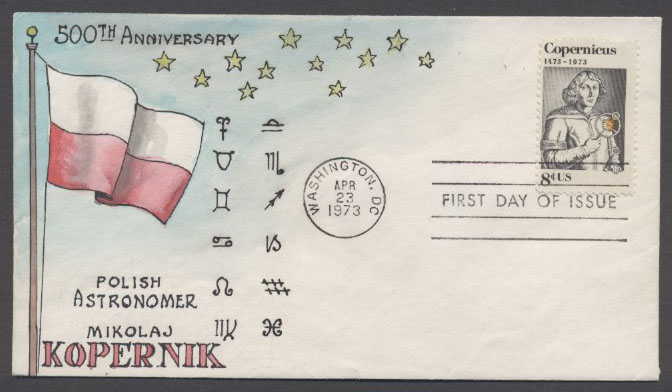 500TH ANNIVERSARY
Copernicus
1473-1973
8¢ US
WASHINGTON, DC
APR
23
1973
FIRST DAY OF ISSUE
♈ ♎
♉ ♏
♊ ♐
♋ ♑
♌ ♒
♍ ♓
POLISH
ASTRONOMER
MIKOLAJ
KOPERNIK